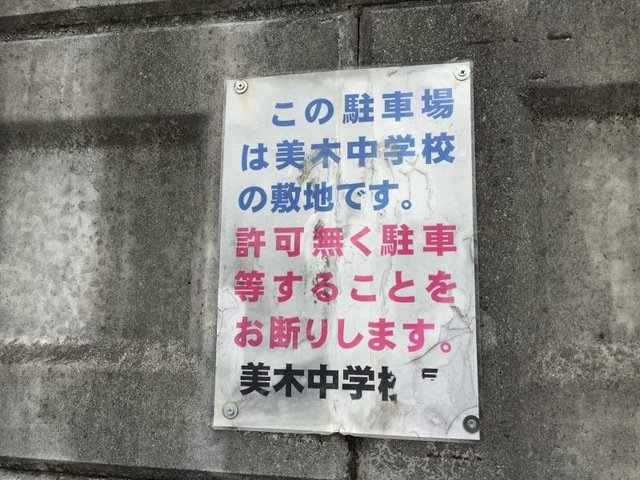 この駐車場
は美木中学校
の敷地です。
許可無く駐車
等することを
お断りします。
美木中学校